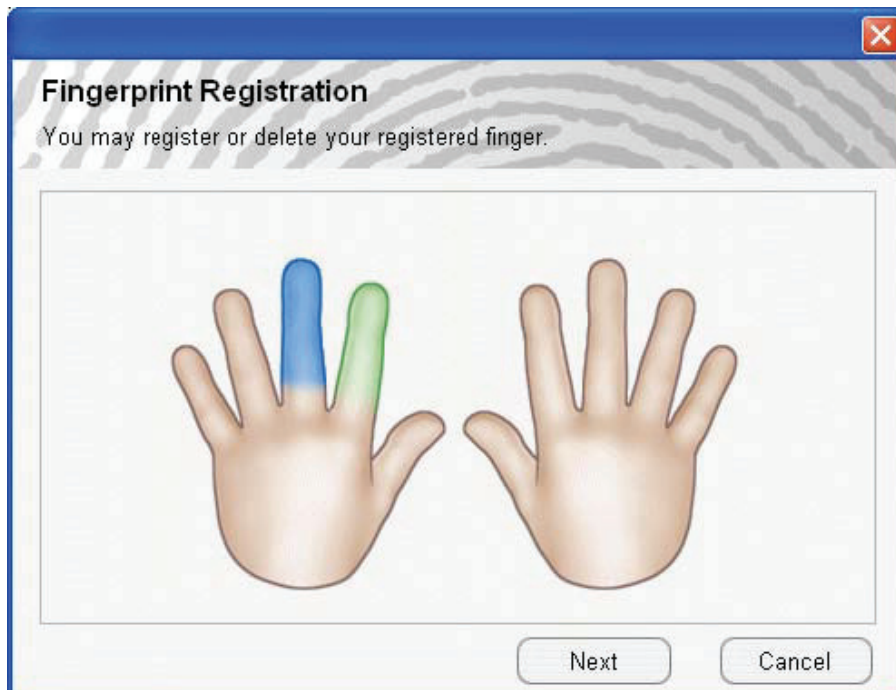 Fingerprint Registration
You may register or delete your registered finger.
Next
Cancel